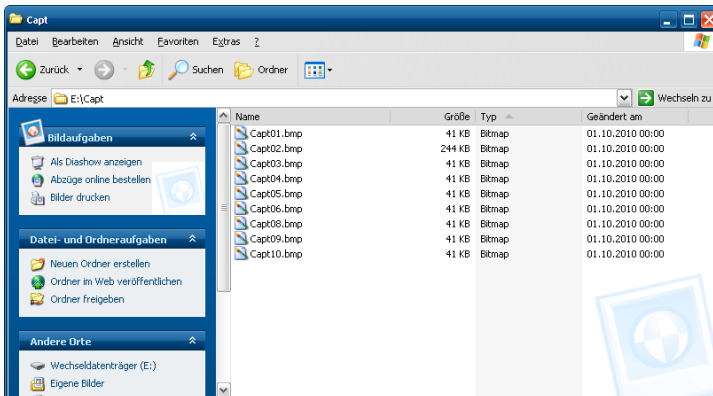 Capt
Datei Bearbeiten Ansicht Favoriten Extras ?
Zurück Suchen Ordner
Adresse E:\Capt Wechseln zu
Name Größe Typ Geändert am
Capt01.bmp 41 KB Bitmap 01.10.2010 00:00
Capt02.bmp 244 KB Bitmap 01.10.2010 00:00
Capt03.bmp 41 KB Bitmap 01.10.2010 00:00
Capt04.bmp 41 KB Bitmap 01.10.2010 00:00
Capt05.bmp 41 KB Bitmap 01.10.2010 00:00
Capt06.bmp 41 KB Bitmap 01.10.2010 00:00
Capt08.bmp 41 KB Bitmap 01.10.2010 00:00
Capt09.bmp 41 KB Bitmap 01.10.2010 00:00
Capt10.bmp 41 KB Bitmap 01.10.2010 00:00
Bildaufgaben
Als Diashow anzeigen
Abzüge online bestellen
Bilder drucken
Datei- und Ordneraufgaben
Neuen Ordner erstellen
Ordner im Web veröffentlichen
Ordner freigeben
Andere Orte
Wechseldatenträger (E:)
Eigene Bilder